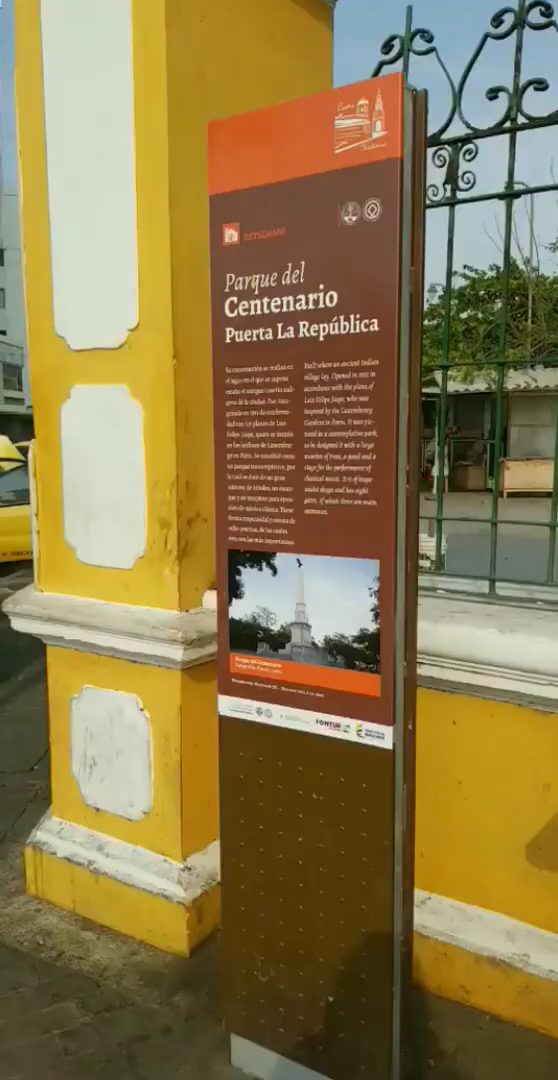 GETSEMANÍ
Parque del
Centenario
Puerta La República
Su construcción se realizó en
el lugar en el que se supone
existía el antiguo caserío indí-
gena de la ciudad. Fue inau-
gurado en 1911 de conformi-
dad con los planos de Luis
Felipe Jaspe, quien se inspiró
en los jardines de Luxembur-
go en París. Se constituyó como
un parque contemplativo, por
lo cual se dotó de un gran
número de árboles, un estan-
que y un templete para ejecu-
ción de música clásica. Tiene
forma trapezoidal y consta de
ocho puertas, de las cuales
tres son las más importantes.
Built where an ancient Indian
village lay. Opened in 1911 in
accordance with the plans of
Luis Felipe Jaspe, who was
inspired by the Luxembourg
Gardens in Paris. It was pic-
tured as a contemplative park,
so he designed it with a large
number of trees, a pond and a
stage for the performance of
classical music. It is of trape-
zoidal shape and has eight
gates, of which three are main
entrances.
Parque del Centenario
FONTUR